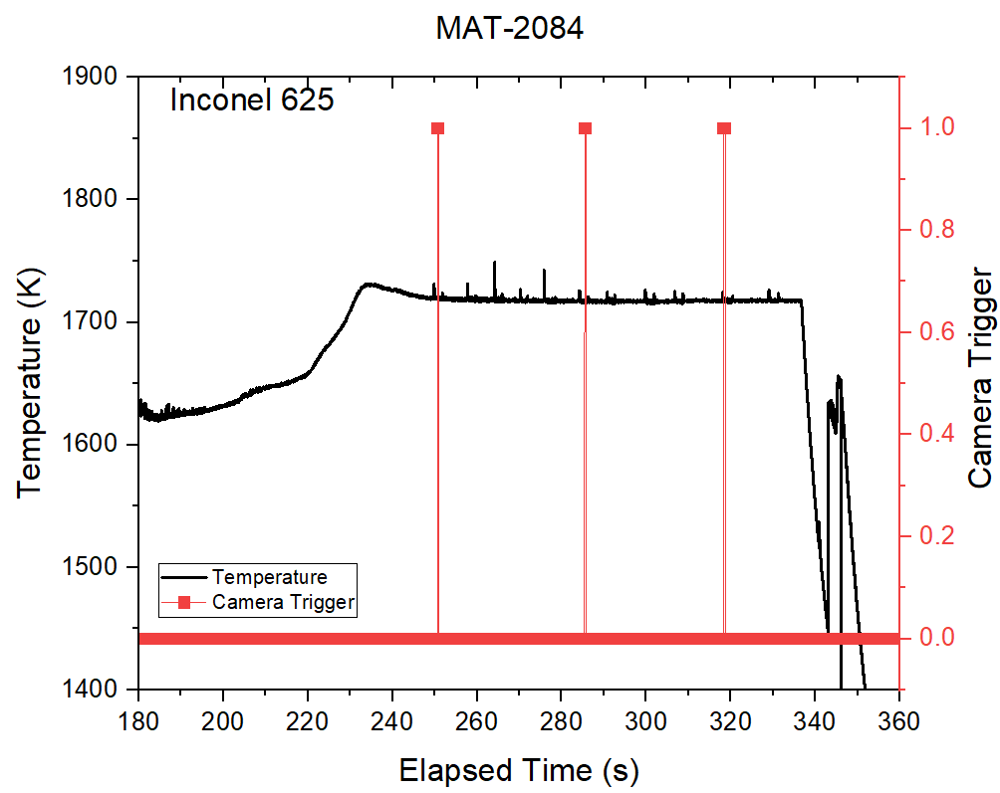 MAT-2084
Inconel 625
1900
1800
1700
1600
1500
1400
Temperature (K)
1.0
0.8
0.6
0.4
0.2
0.0
Camera Trigger
Temperature
Camera Trigger
180 200 220 240 260 280 300 320 340 360
Elapsed Time (s)